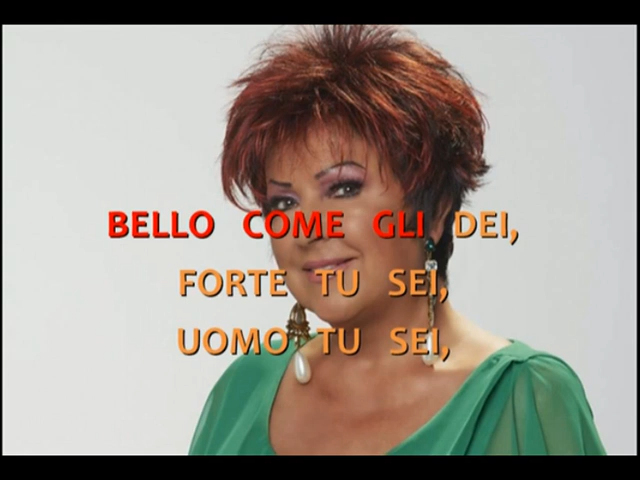 BELLO COME GLI DEI,
FORTE TU SEI,
UOMO TU SEI,